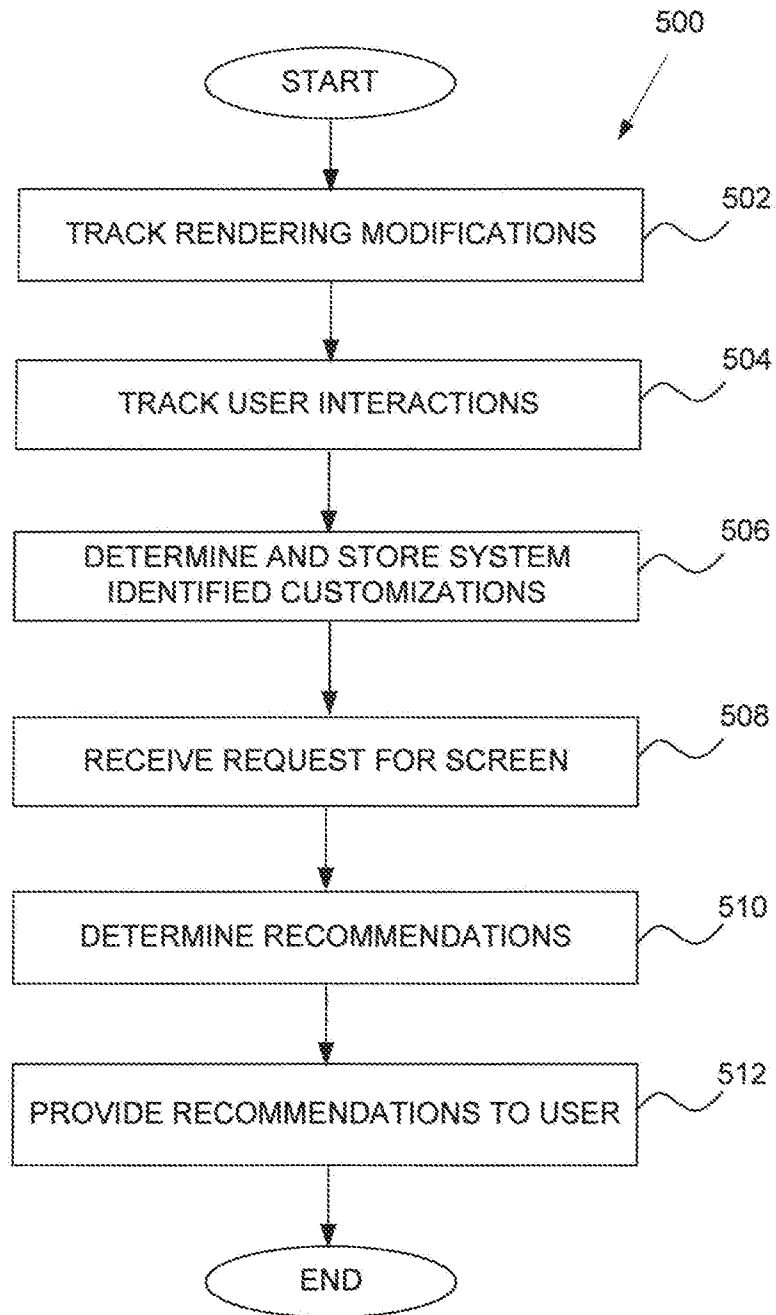 500
START
502
TRACK RENDERING MODIFICATIONS
504
TRACK USER INTERACTIONS
506
DETERMINE AND STORE SYSTEM
IDENTIFIED CUSTOMIZATIONS
508
RECEIVE REQUEST FOR SCREEN
510
DETERMINE RECOMMENDATIONS
512
PROVIDE RECOMMENDATIONS TO USER
END